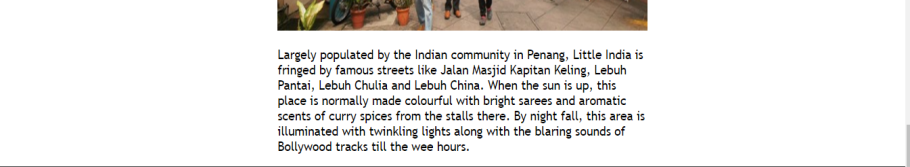 Largely populated by the Indian community in Penang, Little India is
fringed by famous streets like Jalan Masjid Kapitan Keling, Lebuh
Pantai, Lebuh Chulia and Lebuh China. When the sun is up, this
place is normally made colourful with bright sarees and aromatic
scents of curry spices from the stalls there. By night fall, this area is
illuminated with twinkling lights along with the blaring sounds of
Bollywood tracks till the wee hours.